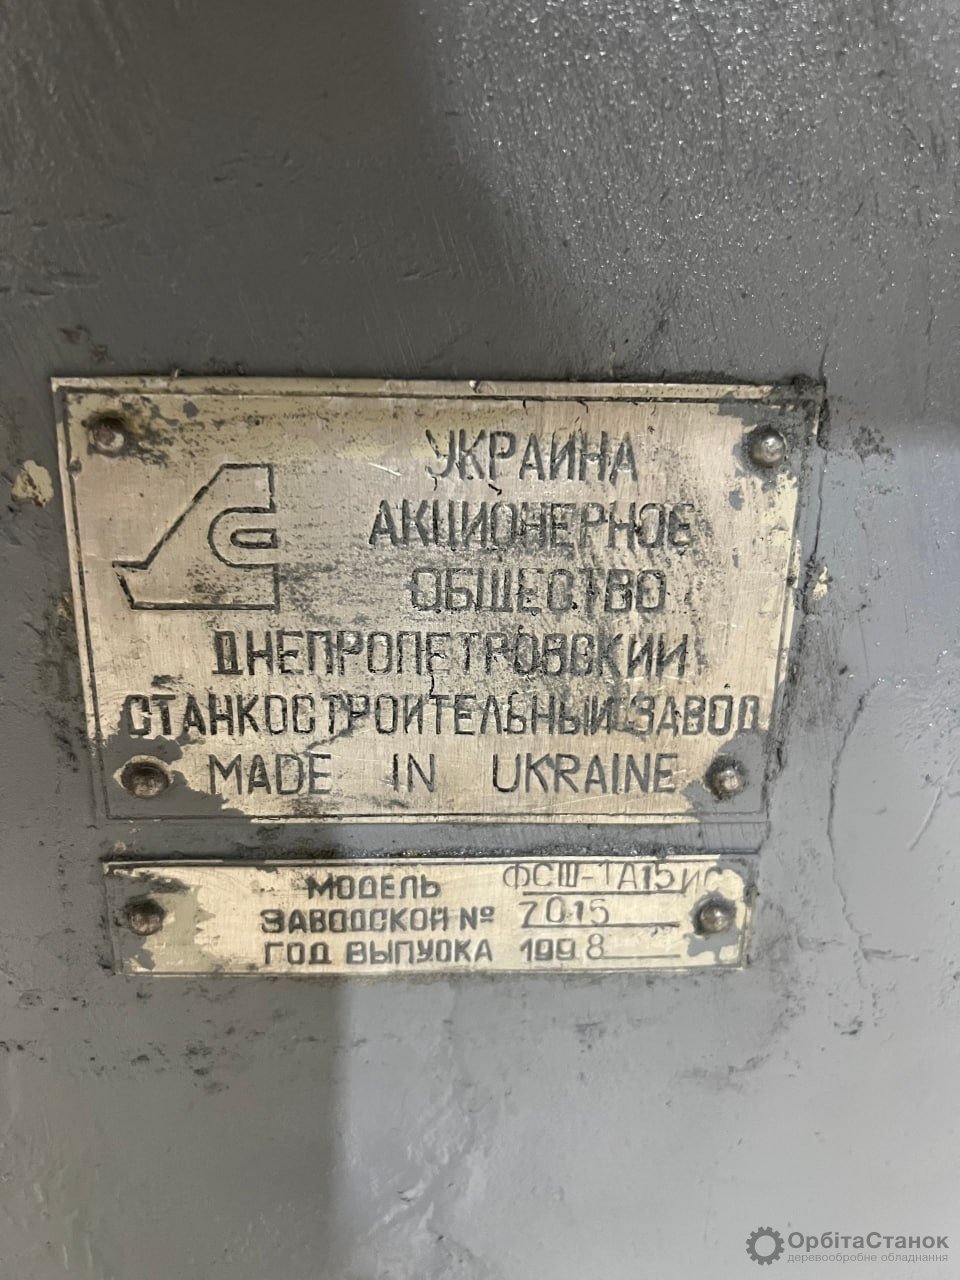 УКРАИНА
АКЦИОНЕРНОЕ
ОБЩЕСТВО
ДНЕПРОПЕТРОВСКИЙ
СТАНКОСТРОИТЕЛЬНЫЙ ЗАВОД
MADE IN UKRAINE
МОДЕЛЬ ФСШ-1А
ЗАВОДСКОЙ № 7015
ГОД ВЫПУСКА 1998
ОрбітаСтанок
деревообробне обладнання